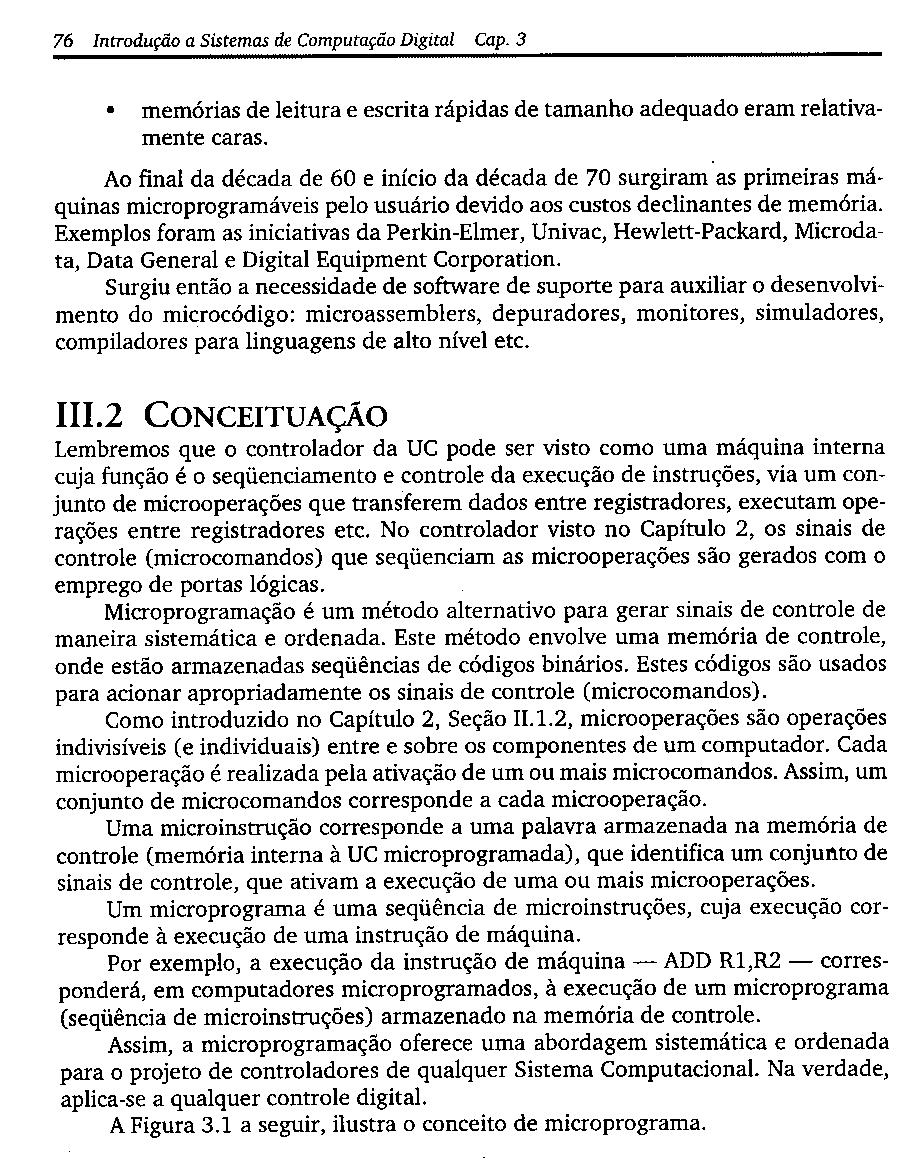 76 Introdução a Sistemas de Computação Digital Cap. 3
• memórias de leitura e escrita rápidas de tamanho adequado eram relativa-
mente caras.
Ao final da década de 60 e início da década de 70 surgiram as primeiras má-
quinas microprogramáveis pelo usuário devido aos custos declinantes de memória.
Exemplos foram as iniciativas da Perkin-Elmer, Univac, Hewlett-Packard, Microda-
ta, Data General e Digital Equipment Corporation.
Surgiu então a necessidade de software de suporte para auxiliar o desenvolvi-
mento do microcódigo: microassemblers, depuradores, monitores, simuladores,
compiladores para linguagens de alto nível etc.
III.2 CONCEITUAÇÃO
Lembremos que o controlador da UC pode ser visto como uma máquina interna
cuja função é o seqüenciamento e controle da execução de instruções, via um con-
junto de microoperações que transferem dados entre registradores, executam ope-
rações entre registradores etc. No controlador visto no Capítulo 2, os sinais de
controle (microcomandos) que seqüenciam as microoperações são gerados com o
emprego de portas lógicas.
Microprogramação é um método alternativo para gerar sinais de controle de
maneira sistemática e ordenada. Este método envolve uma memória de controle,
onde estão armazenadas seqüências de códigos binários. Estes códigos são usados
para acionar apropriadamente os sinais de controle (microcomandos).
Como introduzido no Capítulo 2, Seção II.1.2, microoperações são operações
indivisíveis (e individuais) entre e sobre os componentes de um computador. Cada
microoperação é realizada pela ativação de um ou mais microcomandos. Assim, um
conjunto de microcomandos corresponde a cada microoperação.
Uma microinstrução corresponde a uma palavra armazenada na memória de
controle (memória interna à UC microprogramada), que identifica um conjunto de
sinais de controle, que ativam a execução de uma ou mais microoperações.
Um microprograma é uma seqüência de microinstruções, cuja execução cor-
responde à execução de uma instrução de máquina.
Por exemplo, a execução da instrução de máquina — ADD R1,R2 — corres-
ponderá, em computadores microprogramados, à execução de um microprograma
(seqüência de microinstruções) armazenado na memória de controle.
Assim, a microprogramação oferece uma abordagem sistemática e ordenada
para o projeto de controladores de qualquer Sistema Computacional. Na verdade,
aplica-se a qualquer controle digital.
A Figura 3.1 a seguir, ilustra o conceito de microprograma.